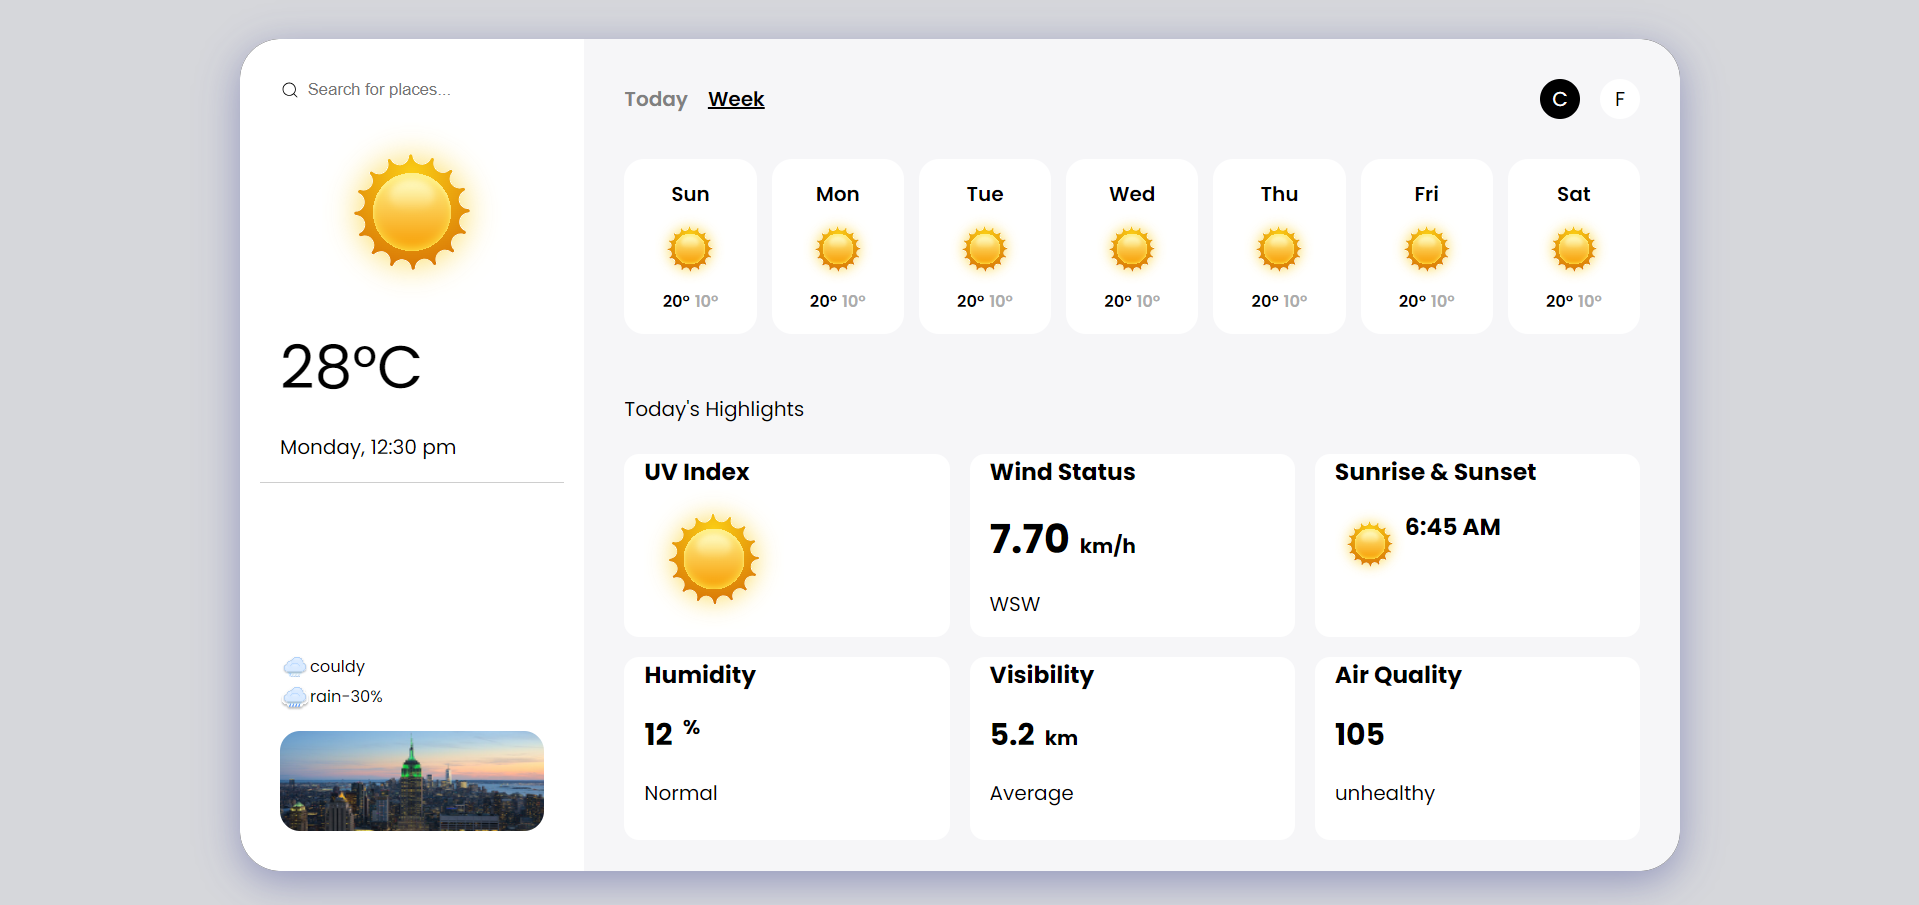 Search for places...
28°C
Monday, 12:30 pm
couldy
rain-30%
Today Week
C F
Sun Mon Tue Wed Thu Fri Sat
20° 10° 20° 10° 20° 10° 20° 10° 20° 10° 20° 10° 20° 10°
Today's Highlights
UV Index
Wind Status
7.70 km/h
WSW
Sunrise & Sunset
6:45 AM
Humidity
12 %
Normal
Visibility
5.2 km
Average
Air Quality
105
unhealthy